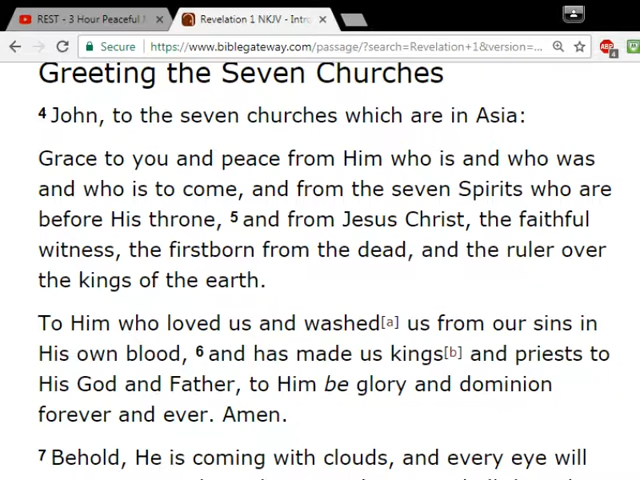 REST - 3 Hour Peaceful
Revelation 1 NKJV - Intro
Secure
https://www.biblegateway.com/passage/?search=Revelation+1&version=...
ABP
4
Greeting the Seven Churches
4 John, to the seven churches which are in Asia:
Grace to you and peace from Him who is and who was
and who is to come, and from the seven Spirits who are
before His throne, 5 and from Jesus Christ, the faithful
witness, the firstborn from the dead, and the ruler over
the kings of the earth.
To Him who loved us and washed[a] us from our sins in
His own blood, 6 and has made us kings[b] and priests to
His God and Father, to Him be glory and dominion
forever and ever. Amen.
7 Behold, He is coming with clouds, and every eye will